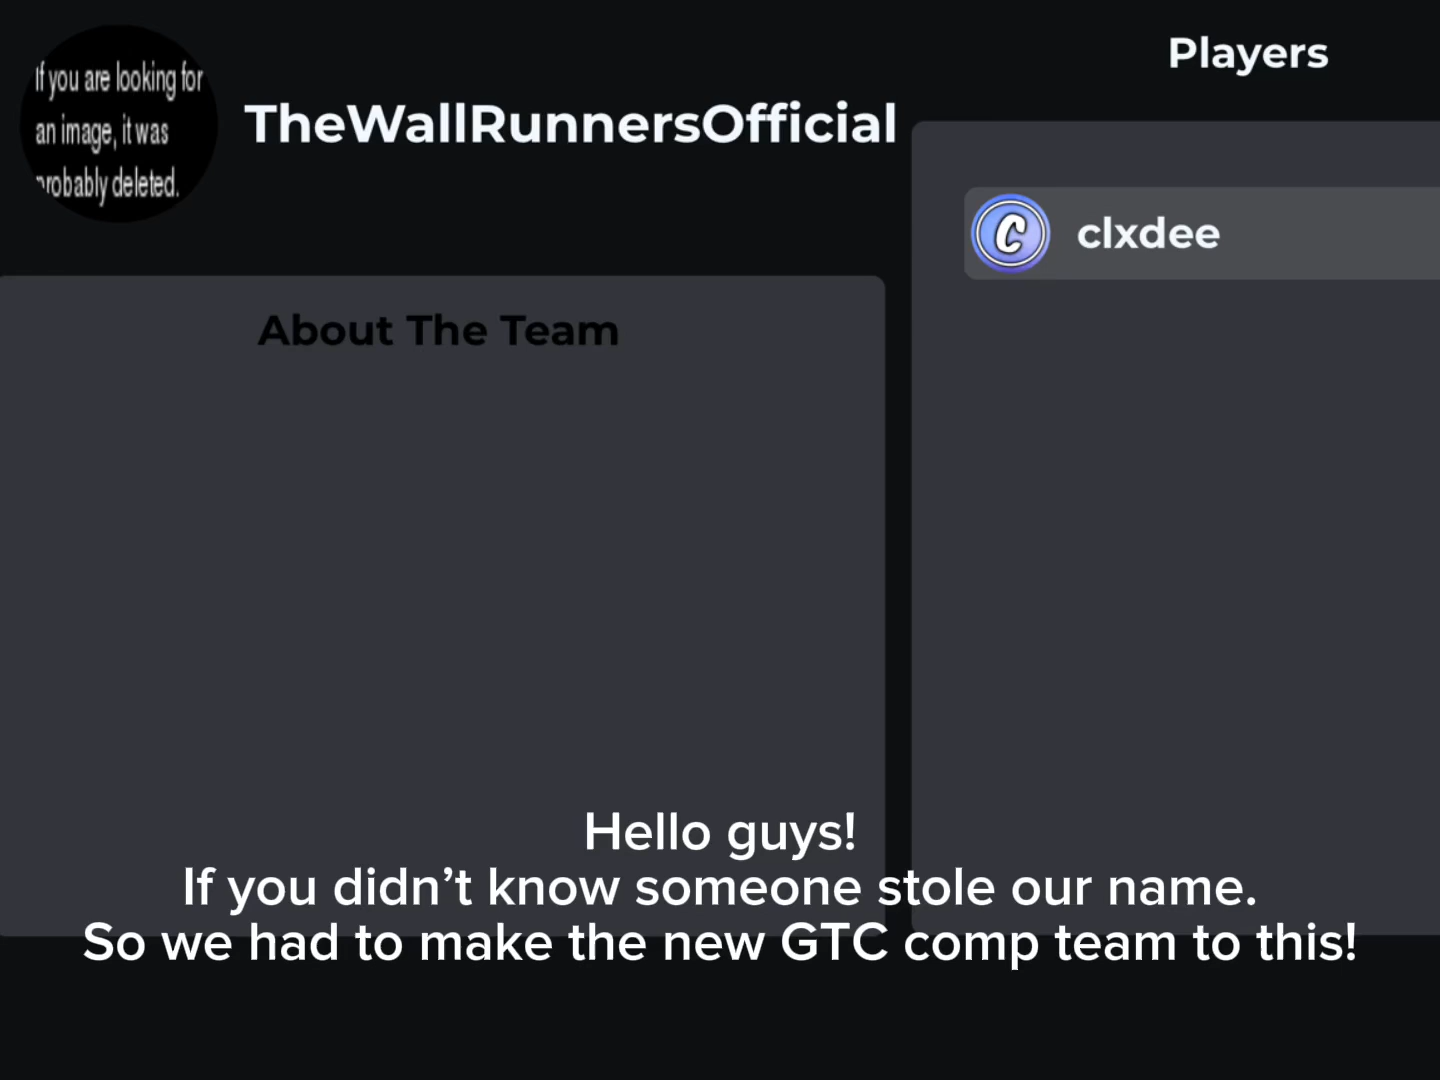 If you are looking for
an image, it was
probably deleted.
TheWallRunnersOfficial
Players
C
clxdee
About The Team
Hello guys!
If you didn’t know someone stole our name.
So we had to make the new GTC comp team to this!